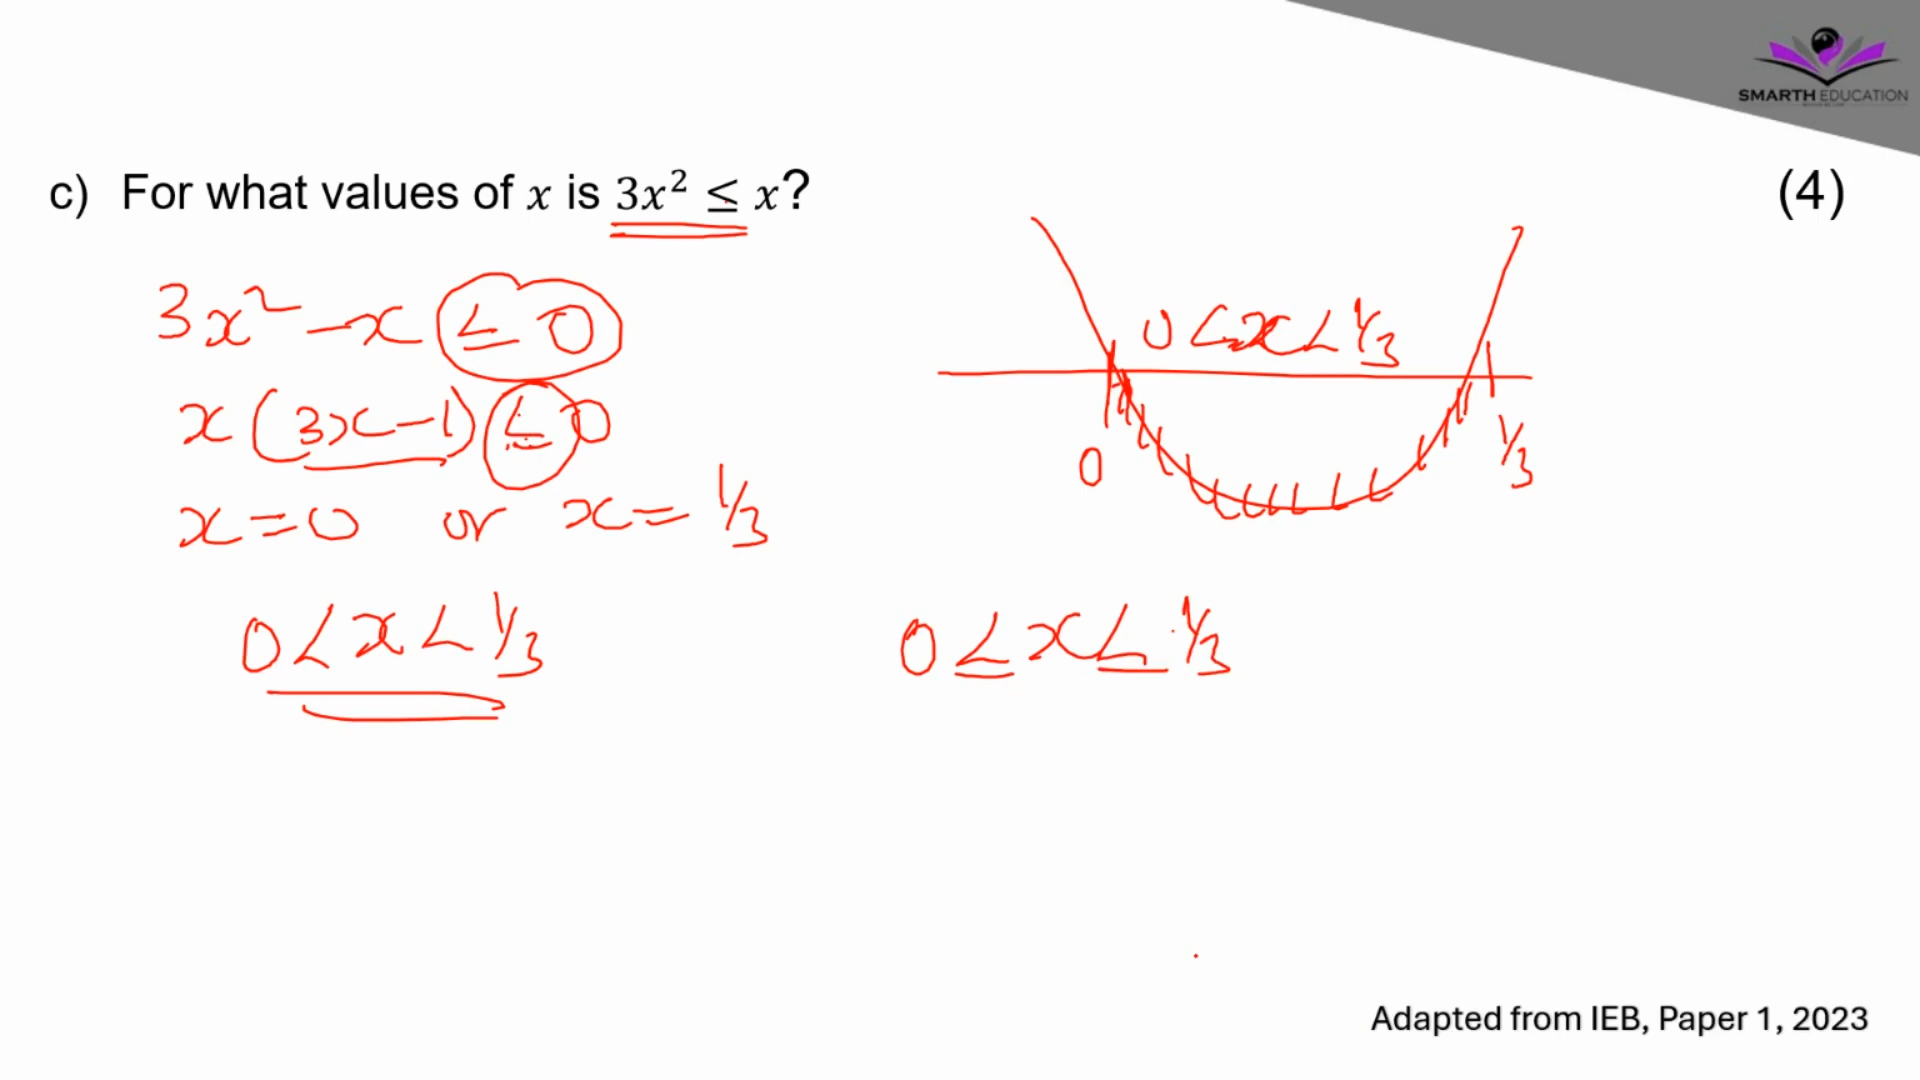 SMARTH EDUCATION
c) For what values of x is 3x² ≤ x? (4)
3x² - x ≤ 0
x(3x-1) ≤ 0
x = 0 or x = 1/3
0 < x < 1/3
0 < x < 1/3
0 1/3
0 ≤ x ≤ 1/3
Adapted from IEB, Paper 1, 2023